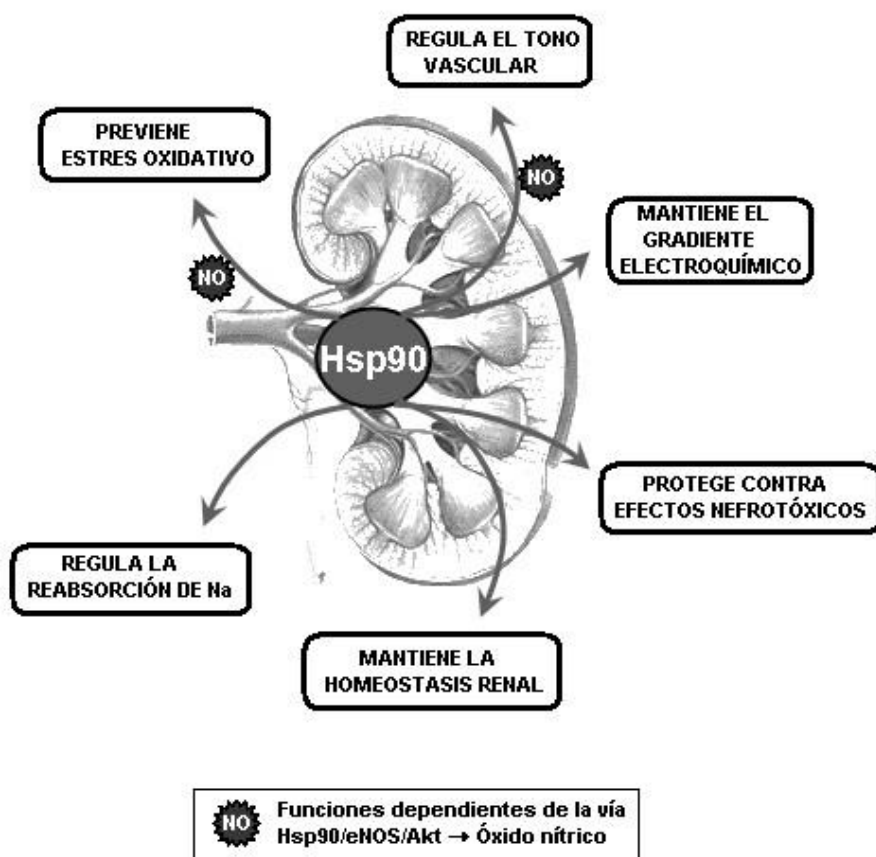 REGULA EL TONO
VASCULAR
PREVIENE
ESTRES OXIDATIVO
NO
MANTIENE EL
GRADIENTE
ELECTROQUÍMICO
NO
Hsp90
PROTEGE CONTRA
EFECTOS NEFROTÓXICOS
REGULA LA
REABSORCIÓN DE Na
MANTIENE LA
HOMEOSTASIS RENAL
NO
Funciones dependientes de la vía
Hsp90/eNOS/Akt → Óxido nítrico